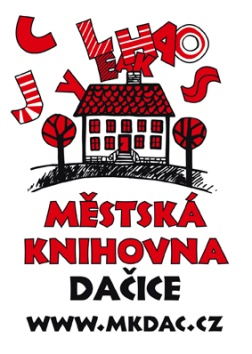 C L H A O
J Y E A K S
MĚSTSKÁ
KNIHOVNA
DAČICE
WWW.MKDAC.CZ